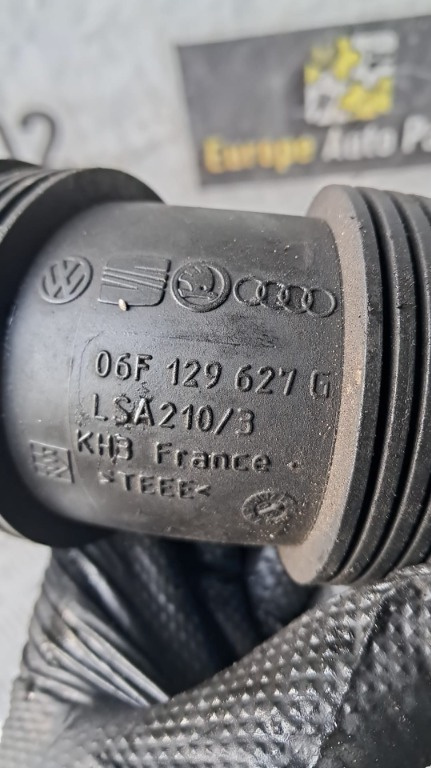 Europe Auto Pa
06F 129 627 G
LSA210/3
KHB France
>TEEE<